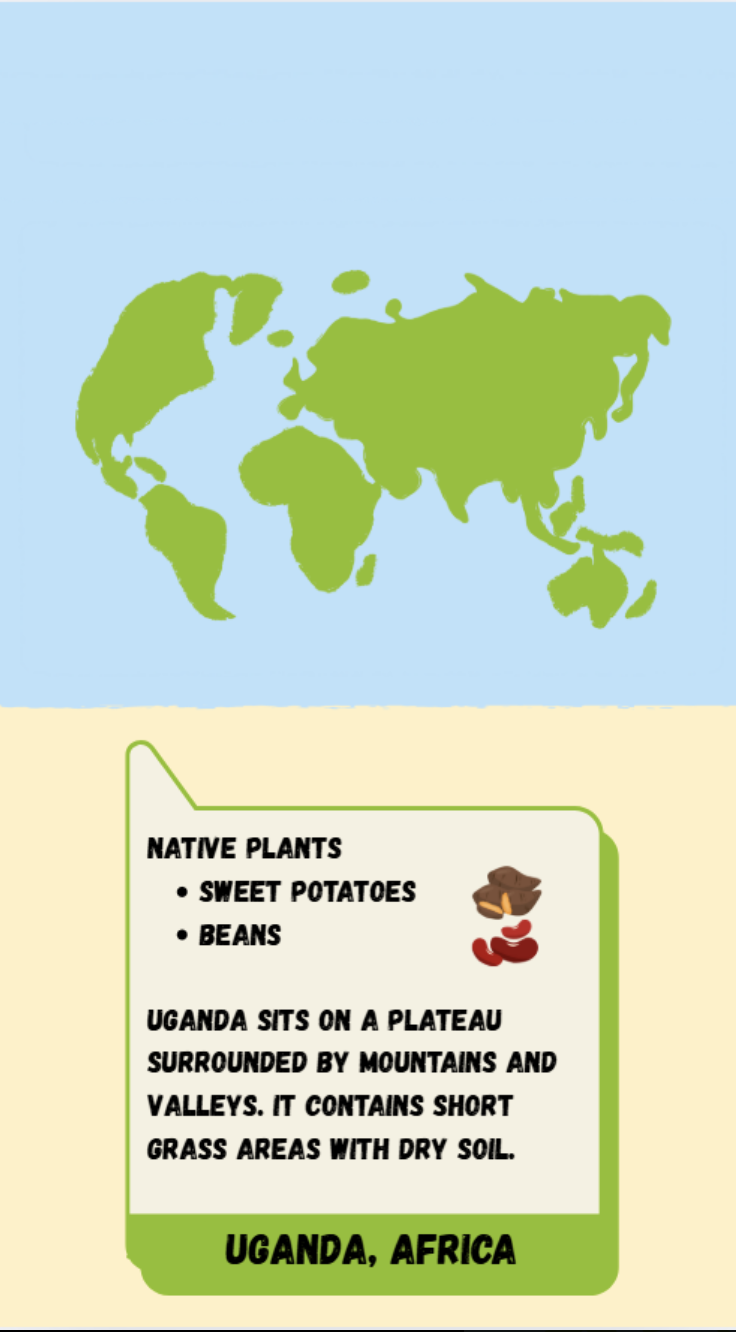 NATIVE PLANTS
• SWEET POTATOES
• BEANS
UGANDA SITS ON A PLATEAU
SURROUNDED BY MOUNTAINS AND
VALLEYS. IT CONTAINS SHORT
GRASS AREAS WITH DRY SOIL.
UGANDA, AFRICA